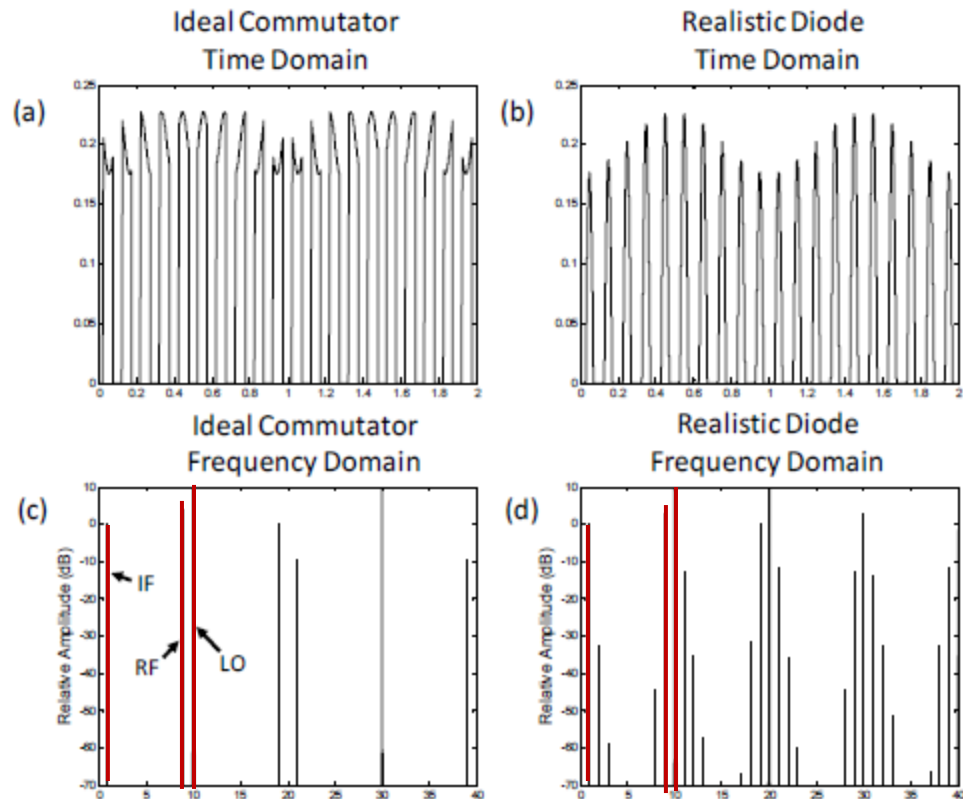 Ideal Commutator
Time Domain
Realistic Diode
Time Domain
(a)
0.25
0.2
0.15
0.1
0.05
0
0 0.2 0.4 0.6 0.8 1 1.2 1.4 1.6 1.8 2
(b)
0.25
0.2
0.15
0.1
0.05
0
0 0.2 0.4 0.6 0.8 1 1.2 1.4 1.6 1.8 2
Ideal Commutator
Frequency Domain
Realistic Diode
Frequency Domain
(c)
Relative Amplitude (dB)
10
0
-10
-20
-30
-40
-50
-60
-70
IF
RF
LO
0 5 10 15 20 25 30 35 40
(d)
Relative Amplitude (dB)
10
0
-10
-20
-30
-40
-50
-60
-70
0 5 10 15 20 25 30 35 40